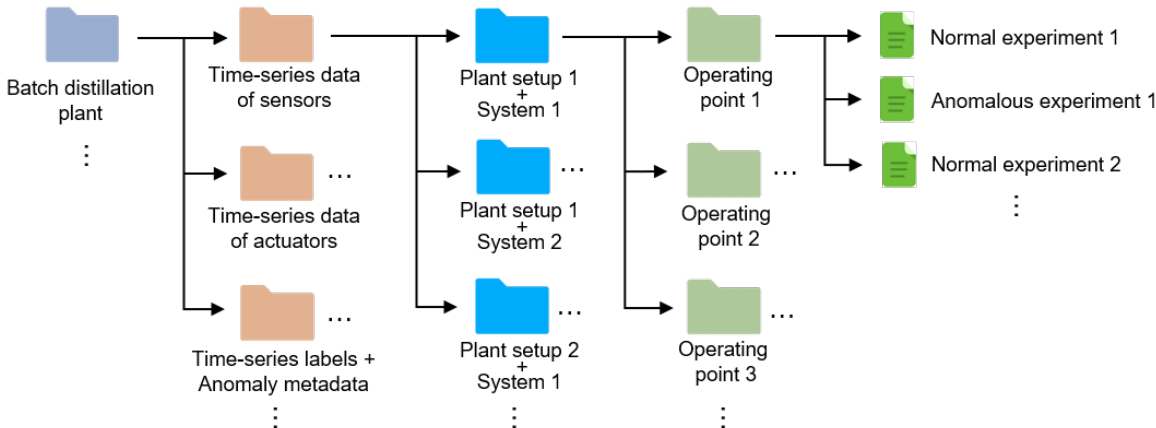 Batch distillation
plant
⋮
Time-series data
of sensors
Time-series data
of actuators
...
Time-series labels +
Anomaly metadata
...
⋮
Plant setup 1
+
System 1
Plant setup 1
+
System 2
...
Plant setup 2
+
System 1
...
⋮
Operating
point 1
Operating
point 2
...
Operating
point 3
...
⋮
Normal experiment 1
Anomalous experiment 1
Normal experiment 2
⋮